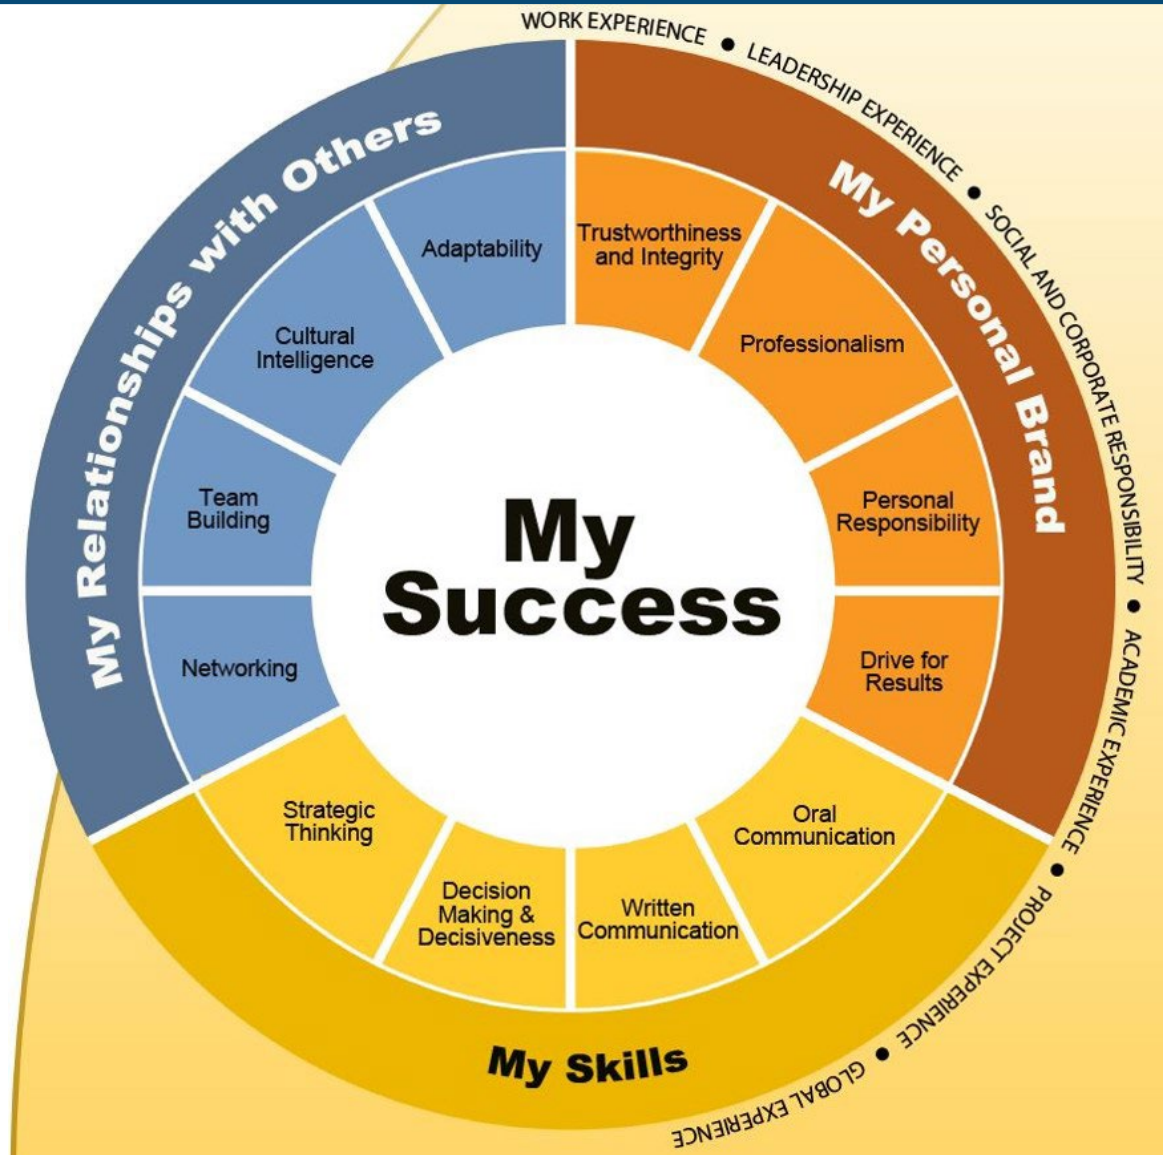 WORK EXPERIENCE ● LEADERSHIP EXPERIENCE ● SOCIAL AND CORPORATE RESPONSIBILITY ● ACADEMIC EXPERIENCE ● PROJECT EXPERIENCE ● GLOBAL EXPERIENCE
My Relationships with Others
My Personal Brand
Adaptability
Cultural
Intelligence
Team
Building
Networking
Trustworthiness
and Integrity
Professionalism
Personal
Responsibility
Drive for
Results
My
Success
Strategic
Thinking
Decision
Making &
Decisiveness
Written
Communication
Oral
Communication
My Skills